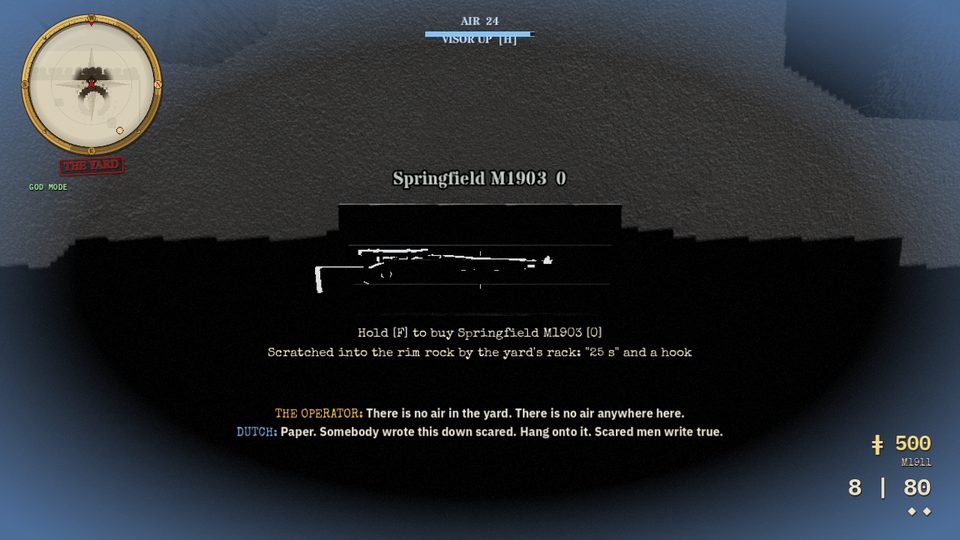 AIR 24
VISOR UP [H]
THE YARD
GOD MODE
Springfield M1903 0
Hold [F] to buy Springfield M1903 [0]
Scratched into the rim rock by the yard's rack: "25 s" and a hook
THE OPERATOR: There is no air in the yard. There is no air anywhere here.
DUTCH: Paper. Somebody wrote this down scared. Hang onto it. Scared men write true.
500
M1911
8 | 80